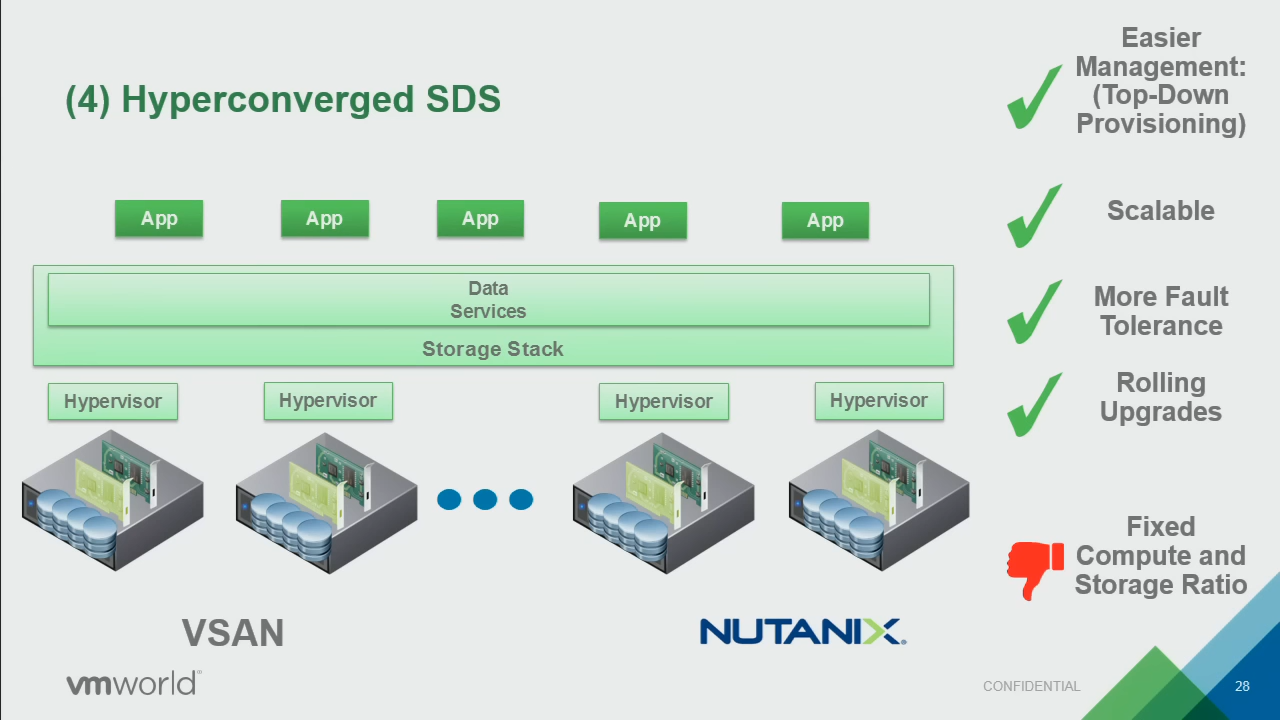 (4) Hyperconverged SDS
App
App
App
App
App
Data
Services
Storage Stack
Hypervisor
Hypervisor
Hypervisor
Hypervisor
VSAN
NUTANIX
Easier
Management:
(Top-Down
Provisioning)
Scalable
More Fault
Tolerance
Rolling
Upgrades
Fixed
Compute and
Storage Ratio
vmworld®
CONFIDENTIAL
28